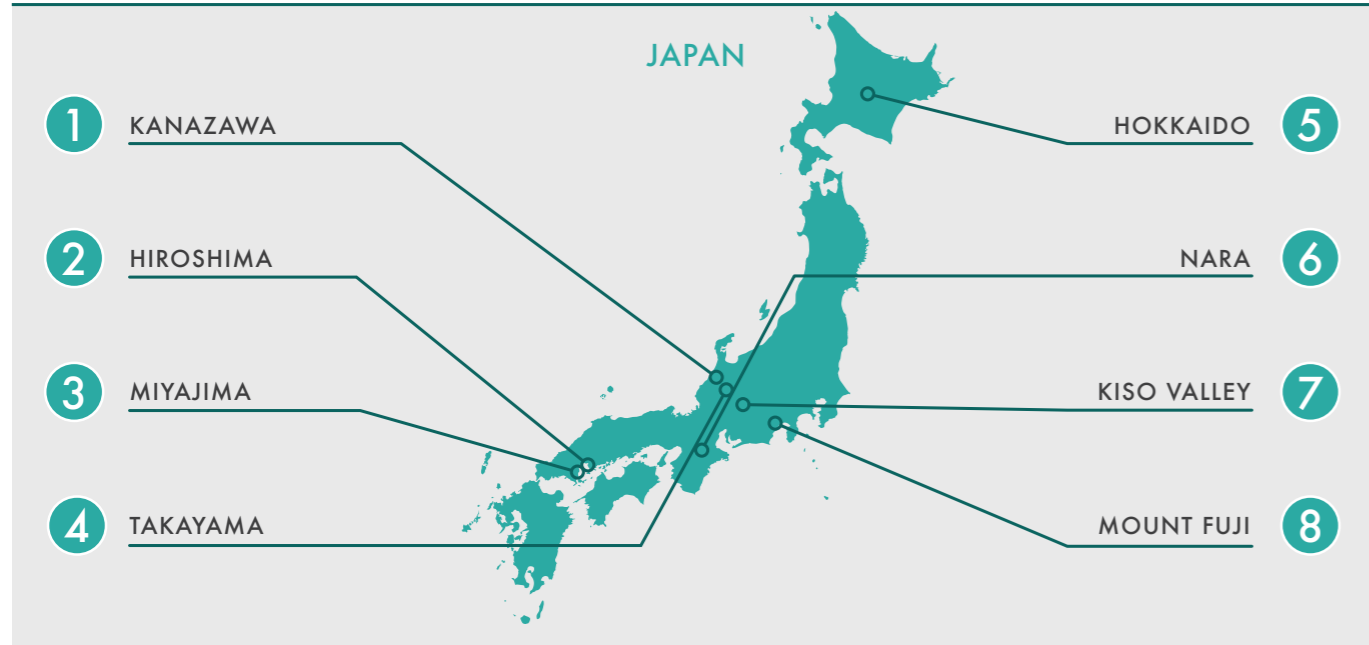 JAPAN
1 KANAZAWA
2 HIROSHIMA
3 MIYAJIMA
4 TAKAYAMA
HOKKAIDO 5
NARA 6
KISO VALLEY 7
MOUNT FUJI 8